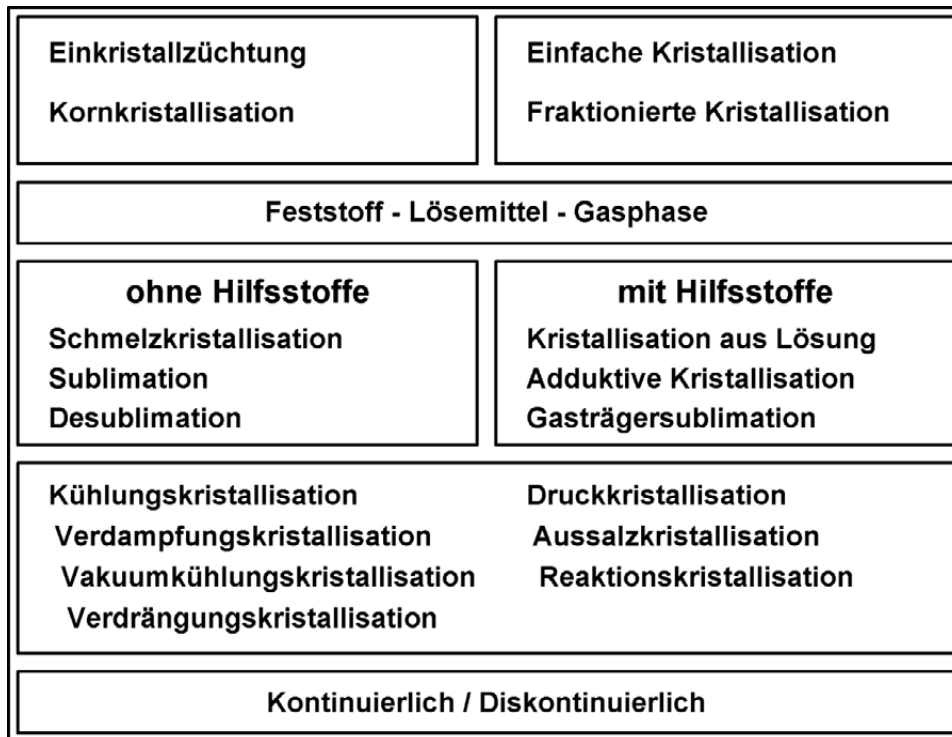 Einkristallzüchtung
Kornkristallisation
Einfache Kristallisation
Fraktionierte Kristallisation
Feststoff - Lösemittel - Gasphase
ohne Hilfsstoffe
Schmelzkristallisation
Sublimation
Desublimation
mit Hilfsstoffe
Kristallisation aus Lösung
Adduktive Kristallisation
Gasträgersublimation
Kühlungskristallisation
Verdampfungskristallisation
Vakuumkühlungskristallisation
Verdrängungskristallisation
Druckkristallisation
Aussalzkristallisation
Reaktionskristallisation
Kontinuierlich / Diskontinuierlich